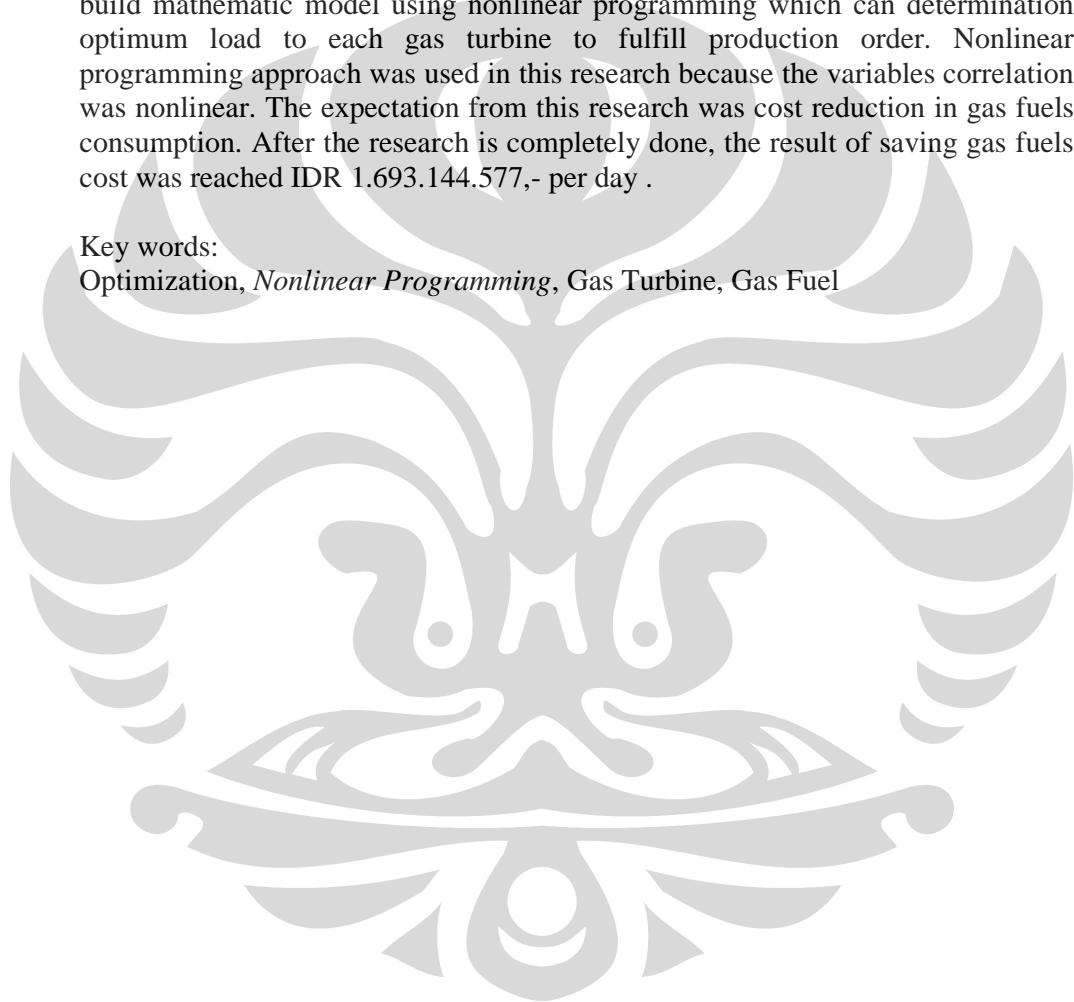 build mathematic model using nonlinear programming which can determination
optimum load to each gas turbine to fulfill production order. Nonlinear
programming approach was used in this research because the variables correlation
was nonlinear. The expectation from this research was cost reduction in gas fuels
consumption. After the research is completely done, the result of saving gas fuels
cost was reached IDR 1.693.144.577,- per day .
Key words:
Optimization, Nonlinear Programming, Gas Turbine, Gas Fuel